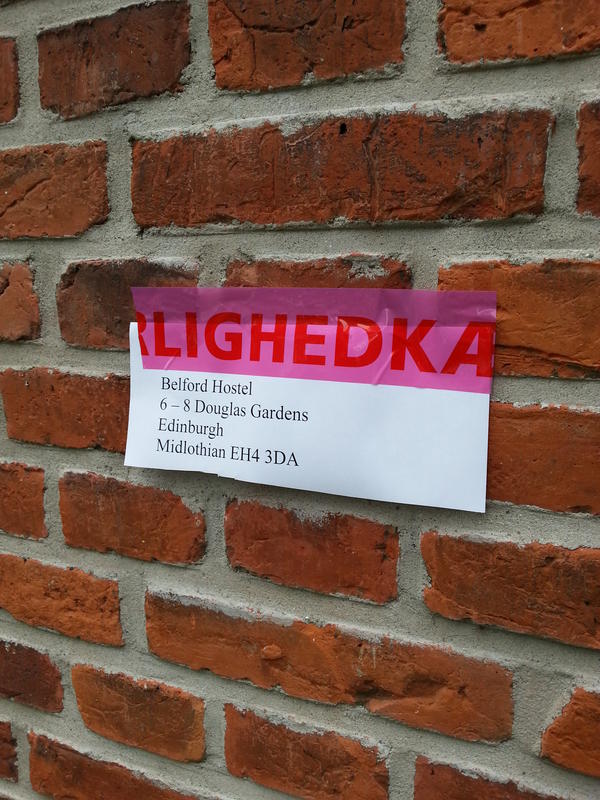 RLIGHEDKA
Belford Hostel
6 – 8 Douglas Gardens
Edinburgh
Midlothian EH4 3DA